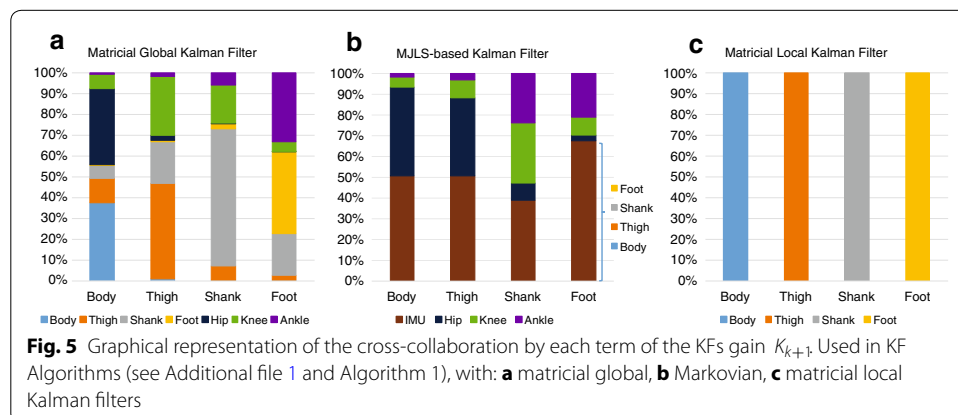 a
Matricial Global Kalman Filter
100%
90%
80%
70%
60%
50%
40%
30%
20%
10%
0%
Body Thigh Shank Foot
Body Thigh Shank Foot Hip Knee Ankle
b
MJLS-based Kalman Filter
100%
90%
80%
70%
60%
50%
40%
30%
20%
10%
0%
Body Thigh Shank Foot
IMU Hip Knee Ankle
Foot
Shank
Thigh
Body
c
Matricial Local Kalman Filter
100%
90%
80%
70%
60%
50%
40%
30%
20%
10%
0%
Body Thigh Shank Foot
Body Thigh Shank Foot
Fig. 5 Graphical representation of the cross-collaboration by each term of the KFs gain K_{k+1}. Used in KF
Algorithms (see Additional file 1 and Algorithm 1), with: a matricial global, b Markovian, c matricial local
Kalman filters